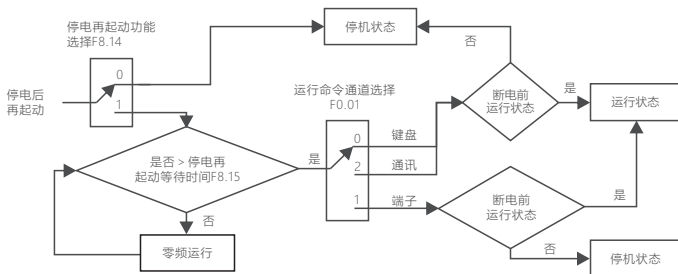 停电再起动功能
选择F8.14
停机状态
否
停电后
再起动
0
1
运行命令通道选择
F0.01
断电前
运行状态
是
运行状态
是否 > 停电再
起动等待时间F8.15
是
0
键盘
2
通讯
1
端子
断电前
运行状态
是
否
零频运行
否
停机状态